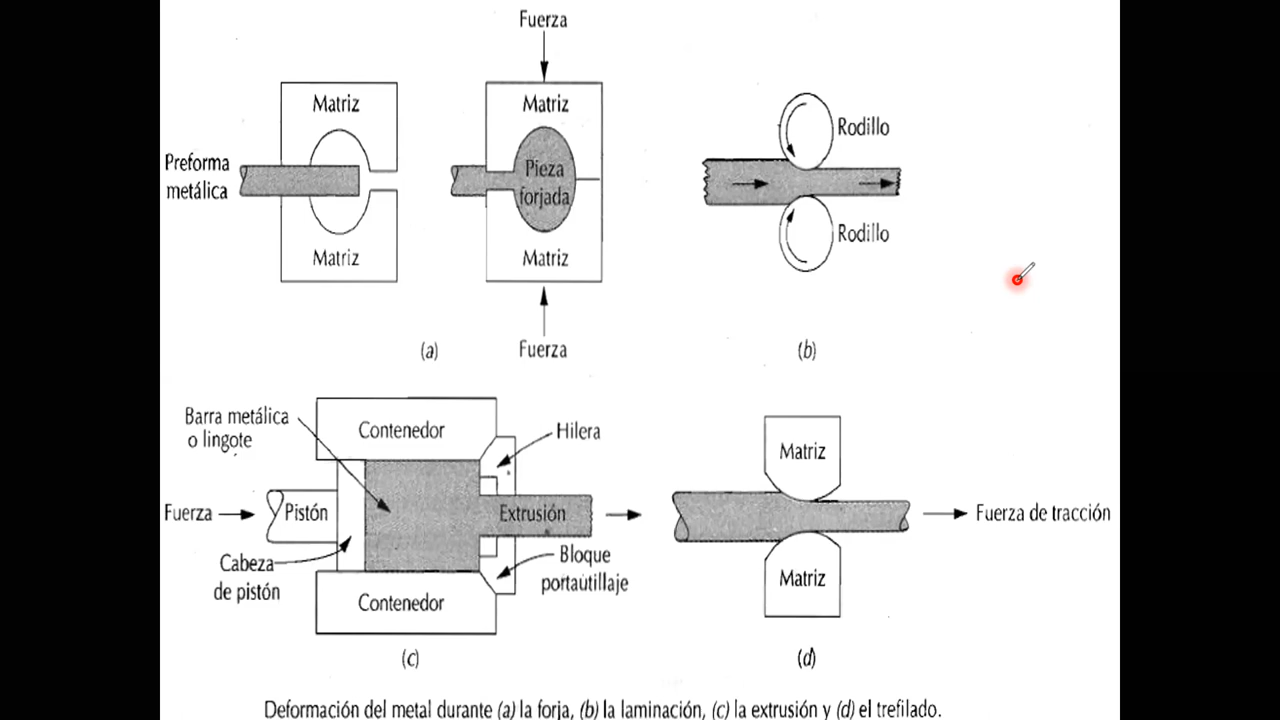 Fuerza
Matriz
Preforma
metálica
Matriz
Matriz
Pieza
forjada
Matriz
Fuerza
(a)
Rodillo
Rodillo
(b)
Barra metálica
o lingote
Contenedor
Hilera
Fuerza
Pistón
Extrusión
Cabeza
de pistón
Bloque
portautillaje
Contenedor
(c)
Matriz
Fuerza de tracción
Matriz
(d)
Deformación del metal durante (a) la forja, (b) la laminación, (c) la extrusión y (d) el trefilado.